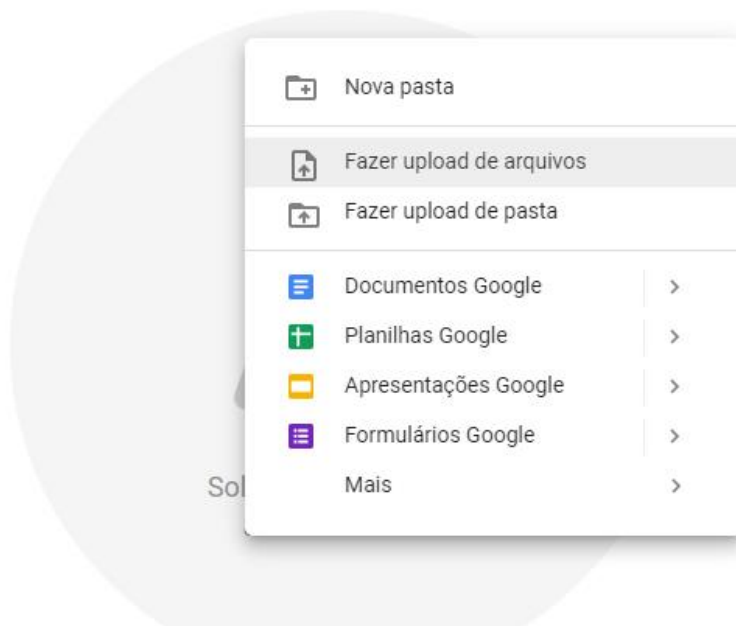 Nova pasta
Fazer upload de arquivos
Fazer upload de pasta
Documentos Google
Planilhas Google
Apresentações Google
Formulários Google
Mais